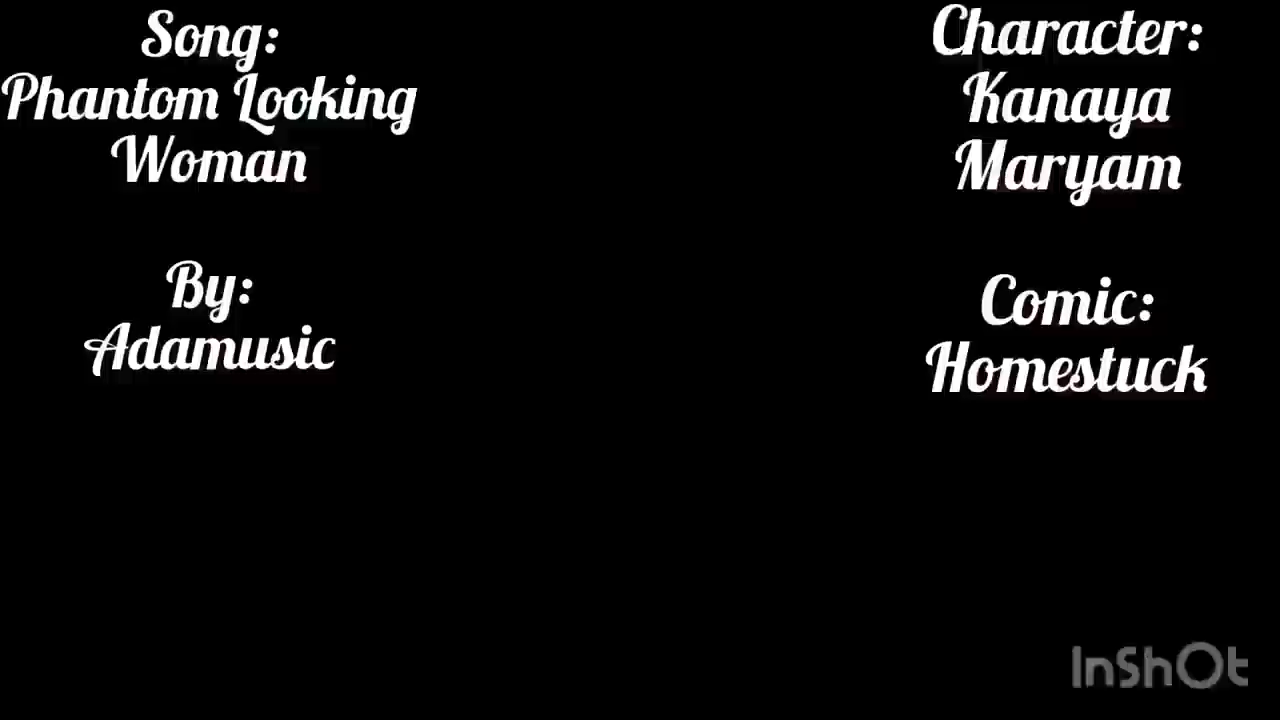 Song:
Phantom Looking
Woman
By:
Adamusic
Character:
Kanaya
Maryam
Comic:
Homestuck
InShOt